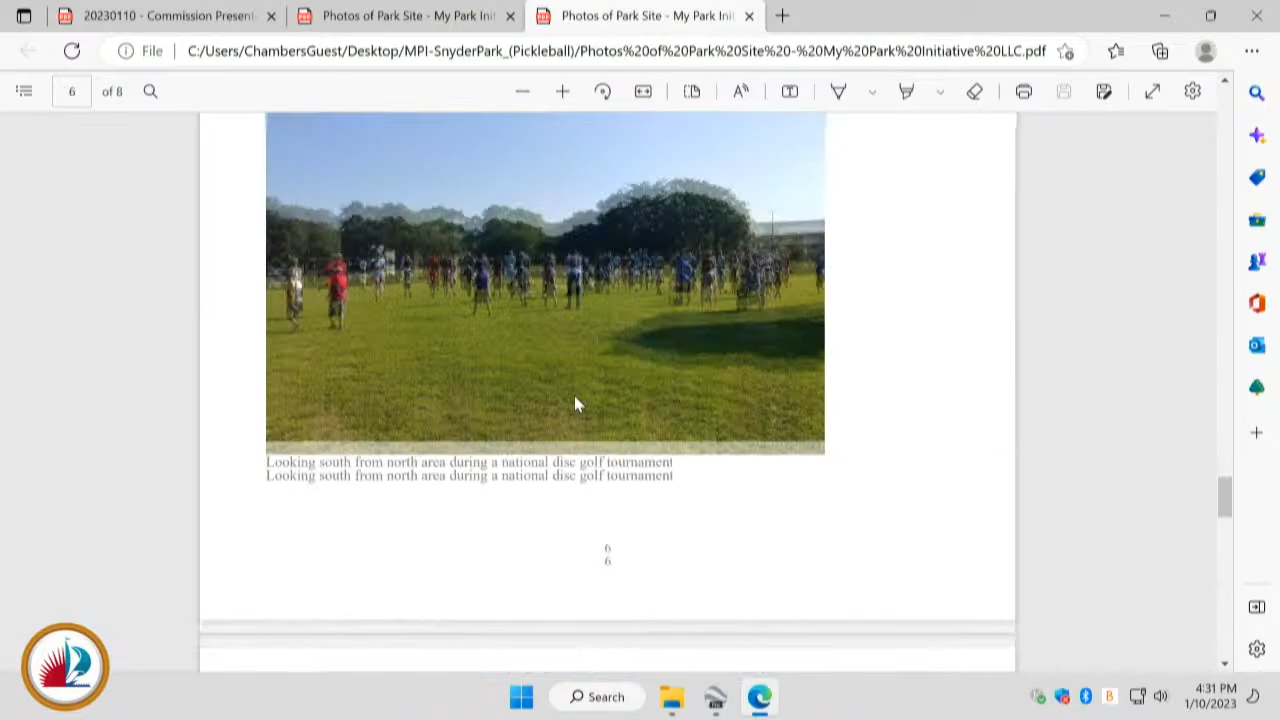 20230110 - Commission Present
Photos of Park Site - My Park Init
Photos of Park Site - My Park Init
File
C:/Users/ChambersGuest/Desktop/MPI-SnyderPark_(Pickleball)/Photos%20of%20Park%20Site%20-%20My%20Park%20Initiative%20LLC.pdf
6 of 8
Looking south from north area during a national disc golf tournament
Looking south from north area during a national disc golf tournament
6
6
Search
4:31 PM
1/10/2023